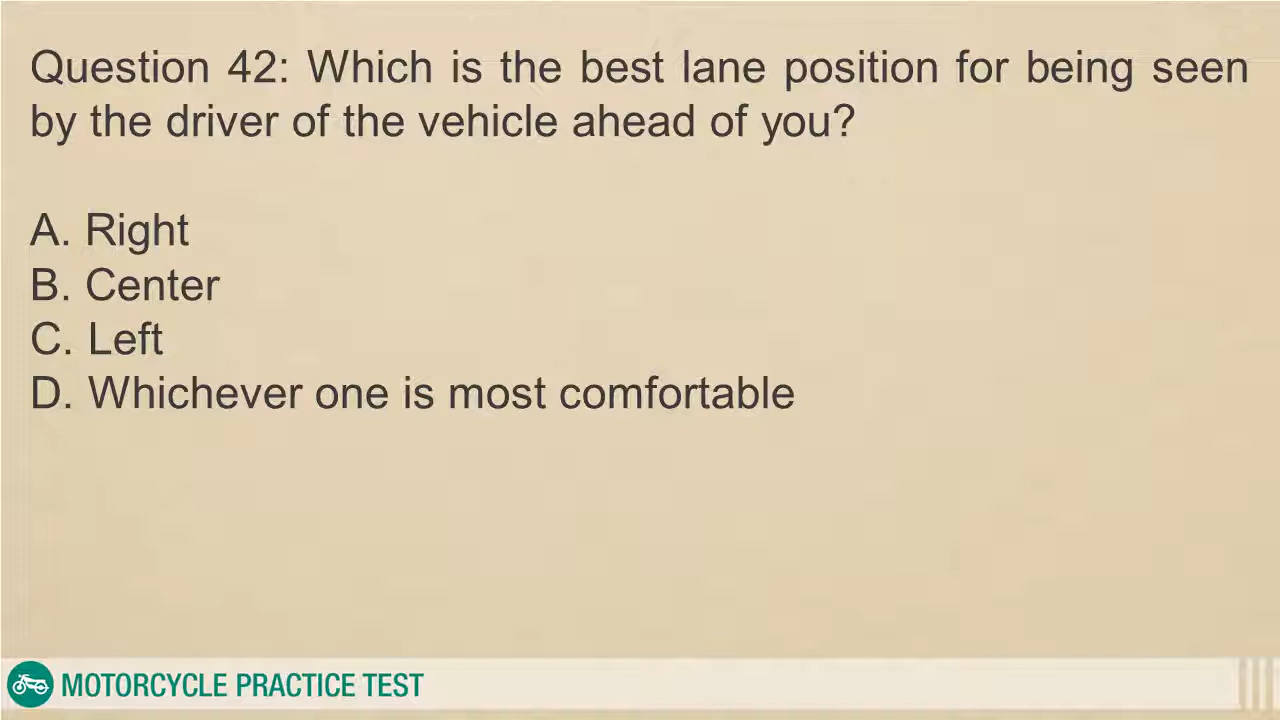 Question 42: Which is the best lane position for being seen
by the driver of the vehicle ahead of you?
A. Right
B. Center
C. Left
D. Whichever one is most comfortable
MOTORCYCLE PRACTICE TEST